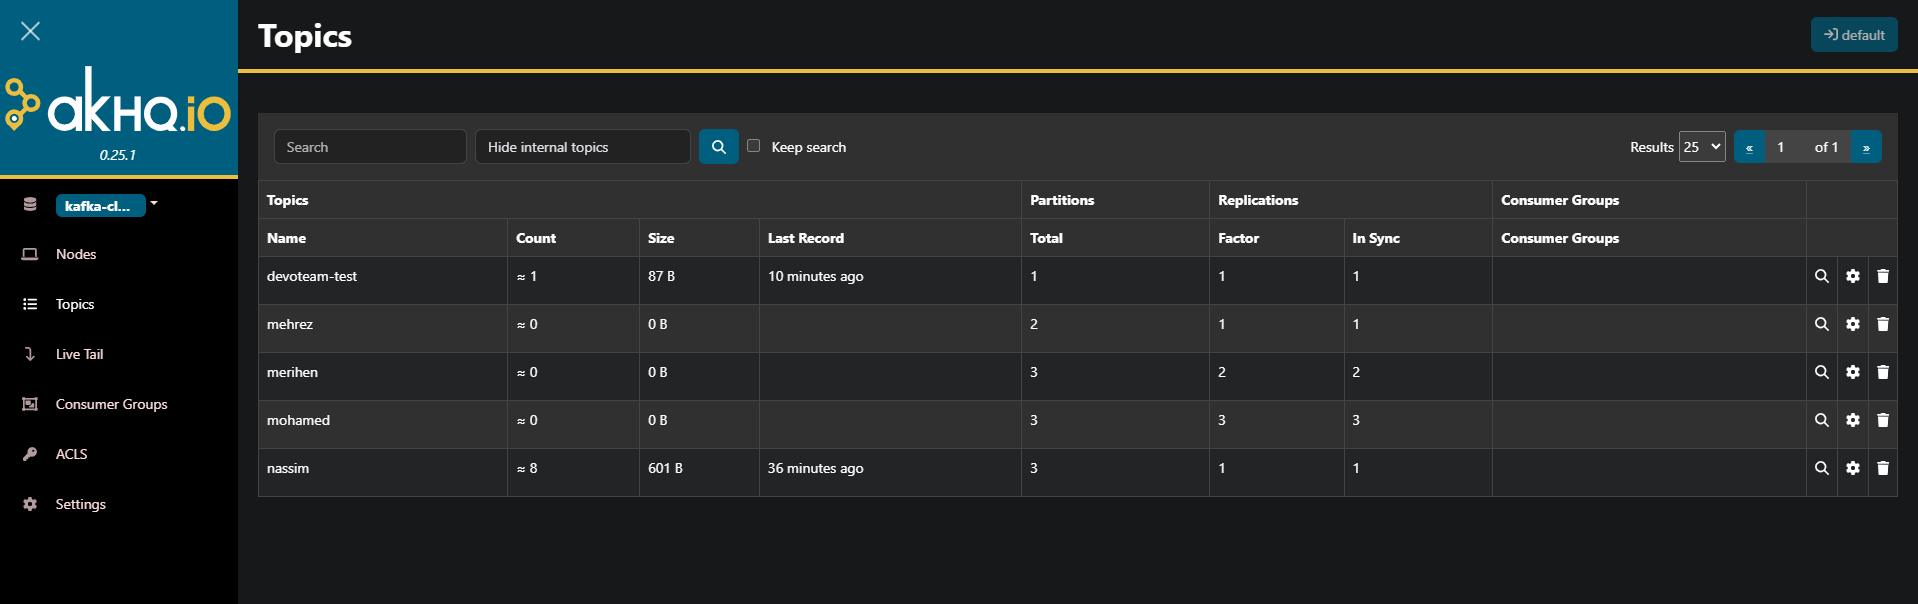 akHQ.io
0.25.1
kafka-cl...
Nodes
Topics
Live Tail
Consumer Groups
ACLS
Settings
Topics
default
Search
Hide internal topics
Keep search
Results 25 « 1 of 1 »
Topics Partitions Replications Consumer Groups
Name Count Size Last Record Total Factor In Sync Consumer Groups
devoteam-test ≈ 1 87 B 10 minutes ago 1 1 1
mehrez ≈ 0 0 B 2 1 1
merihen ≈ 0 0 B 3 2 2
mohamed ≈ 0 0 B 3 3 3
nassim ≈ 8 601 B 36 minutes ago 3 1 1